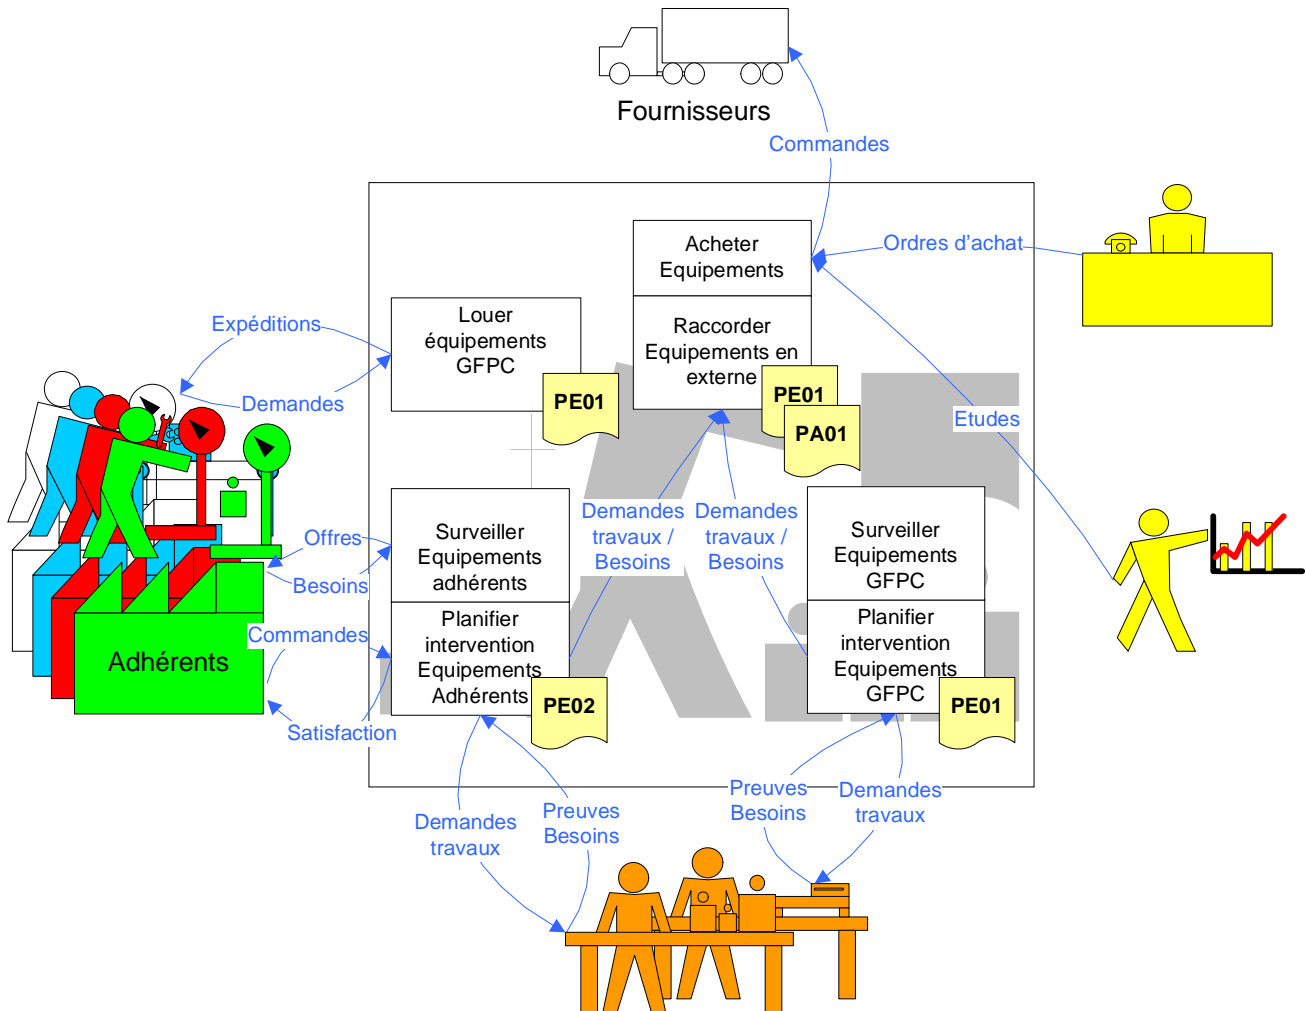 Fournisseurs
Commandes
Acheter
Equipements
Ordres d'achat
Louer
équipements
GFPC
Expéditions
Raccorder
Equipements en
externe
Demandes
PE01
PE01
PA01
Etudes
Surveiller
Equipements
adhérents
Demandes
travaux /
Besoins
Demandes
travaux /
Besoins
Surveiller
Equipements
GFPC
Offres
Besoins
Planifier
intervention
Equipements
Adhérents
Planifier
intervention
Equipements
GFPC
Commandes
Adhérents
PE02
PE01
Satisfaction
Demandes
travaux
Preuves
Besoins
Preuves
Besoins
Demandes
travaux